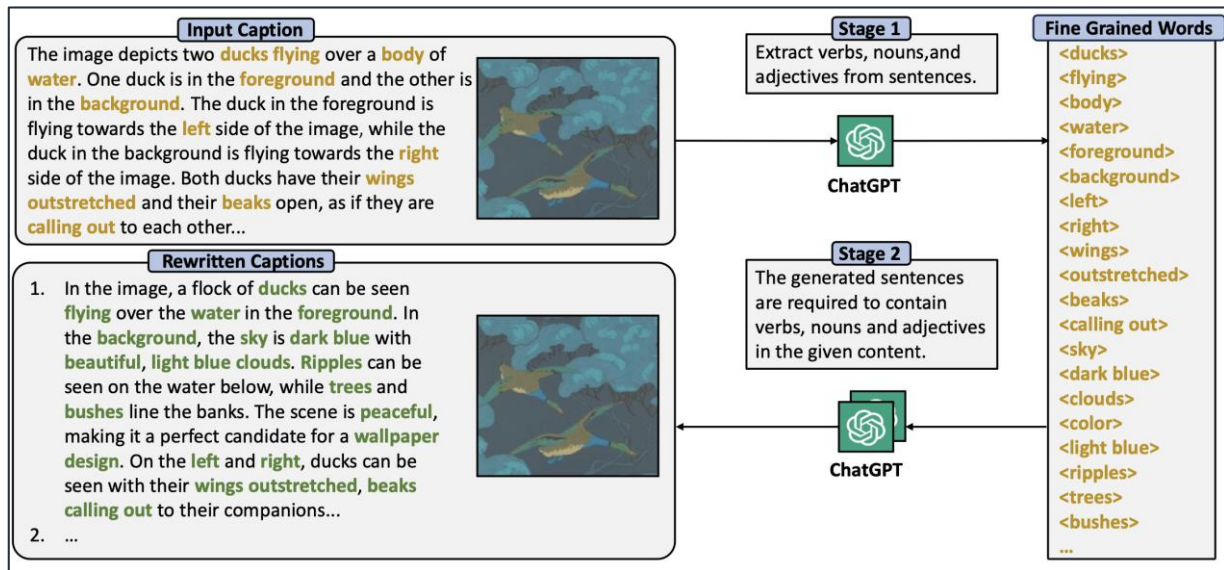 Input Caption
The image depicts two ducks flying over a body of
water. One duck is in the foreground and the other is
in the background. The duck in the foreground is
flying towards the left side of the image, while the
duck in the background is flying towards the right
side of the image. Both ducks have their wings
outstretched and their beaks open, as if they are
calling out to each other...
Rewritten Captions
1. In the image, a flock of ducks can be seen
flying over the water in the foreground. In
the background, the sky is dark blue with
beautiful, light blue clouds. Ripples can be
seen on the water below, while trees and
bushes line the banks. The scene is peaceful,
making it a perfect candidate for a wallpaper
design. On the left and right, ducks can be
seen with their wings outstretched, beaks
calling out to their companions...
2. ...
Stage 1
Extract verbs, nouns,and
adjectives from sentences.
ChatGPT
Stage 2
The generated sentences
are required to contain
verbs, nouns and adjectives
in the given content.
ChatGPT
Fine Grained Words
<ducks>
<flying>
<body>
<water>
<foreground>
<background>
<left>
<right>
<wings>
<outstretched>
<beaks>
<calling out>
<sky>
<dark blue>
<clouds>
<color>
<light blue>
<ripples>
<trees>
<bushes>
...